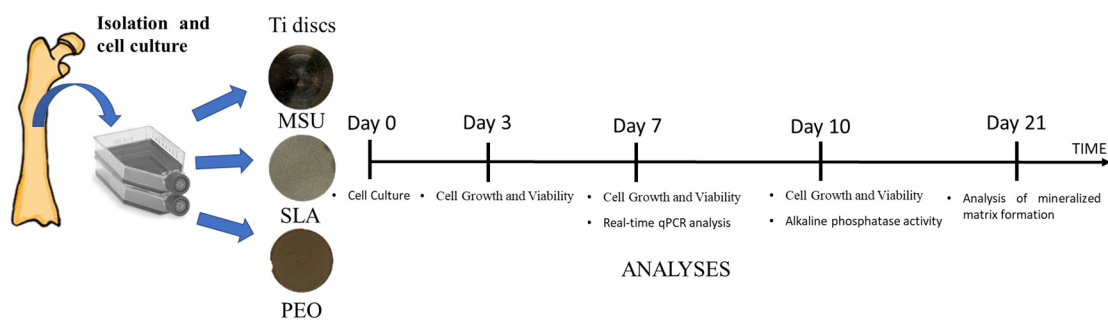 Isolation and
cell culture
Ti discs
MSU
SLA
PEO
Day 0
Day 3
Day 7
Day 10
Day 21
TIME
• Cell Culture
• Cell Growth and Viability
• Cell Growth and Viability
• Real-time qPCR analysis
• Cell Growth and Viability
• Alkaline phosphatase activity
• Analysis of mineralized
matrix formation
ANALYSES